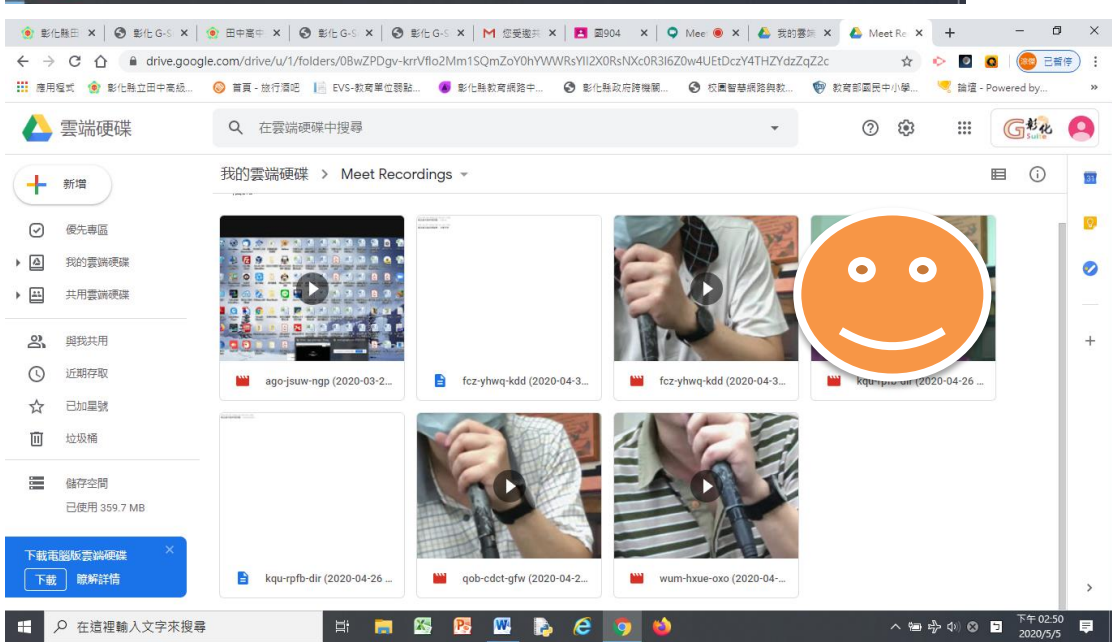 彰化縣田
彰化 G-S
田中高中
彰化 G-S
彰化 G-S
您受邀共
國904
Mee
我的雲端
Meet Re
drive.google.com/drive/u/1/folders/
已暫停
應用程式
彰化縣立田中高級...
首頁 - 旅行酒吧
EVS-教育單位弱點...
彰化縣教育網路中...
彰化縣政府跨機關...
校園智慧網路與教...
教育部國民中小學...
論壇 - Powered by...
雲端硬碟
在雲端硬碟中搜尋
G 彰化
Suite
新增
我的雲端硬碟 > Meet Recordings
31
優先專區
我的雲端硬碟
共用雲端硬碟
與我共用
近期存取
已加星號
垃圾桶
儲存空間
已使用 359.7 MB
下載電腦版雲端硬碟
下載 瞭解詳情
ago-jsuw-ngp (2020-03-2...
fcz-yhwq-kdd (2020-04-3...
fcz-yhwq-kdd (2020-04-3...
kqu-rpfb-dir (2020-04-26 ...
kqu-rpfb-dir (2020-04-26 ...
qob-cdct-gfw (2020-04-2...
wum-hxue-oxo (2020-04-...
在這裡輸入文字來搜尋
下午 02:50
2020/5/5